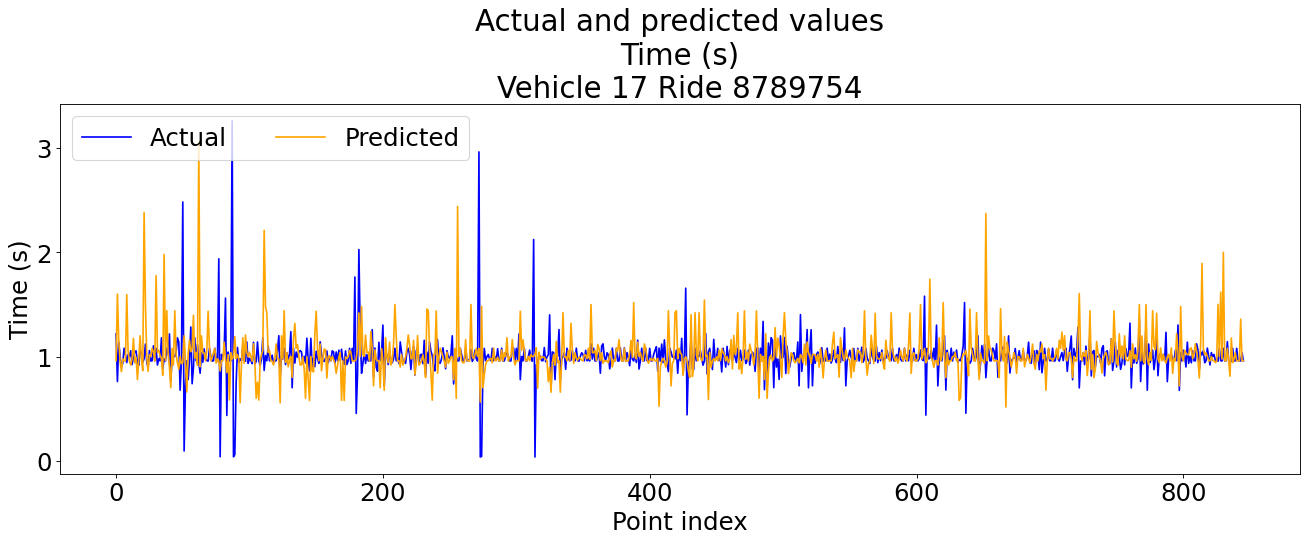 Actual and predicted values
Time (s)
Vehicle 17 Ride 8789754
Actual
Predicted
3
2
1
0
Time (s)
0
200
400
600
800
Point index